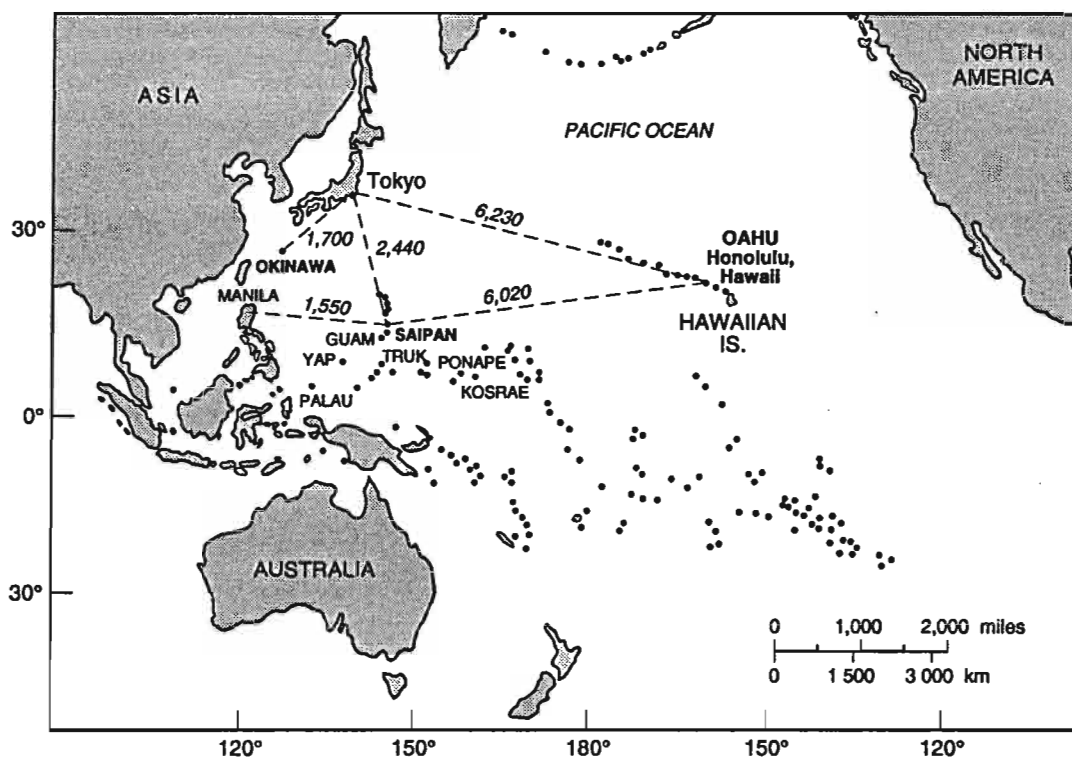 NORTH
AMERICA
ASIA
PACIFIC OCEAN
Tokyo
6,230
30°
1,700
2,440
OAHU
Honolulu,
Hawaii
OKINAWA
MANILA
1,550
6,020
HAWAIIAN
IS.
GUAM
SAIPAN
YAP
TRUK
PONAPE
KOSRAE
PALAU
0°
AUSTRALIA
30°
0 1,000 2,000 miles
0 1 500 3 000 km
120° 150° 180° 150° 120°